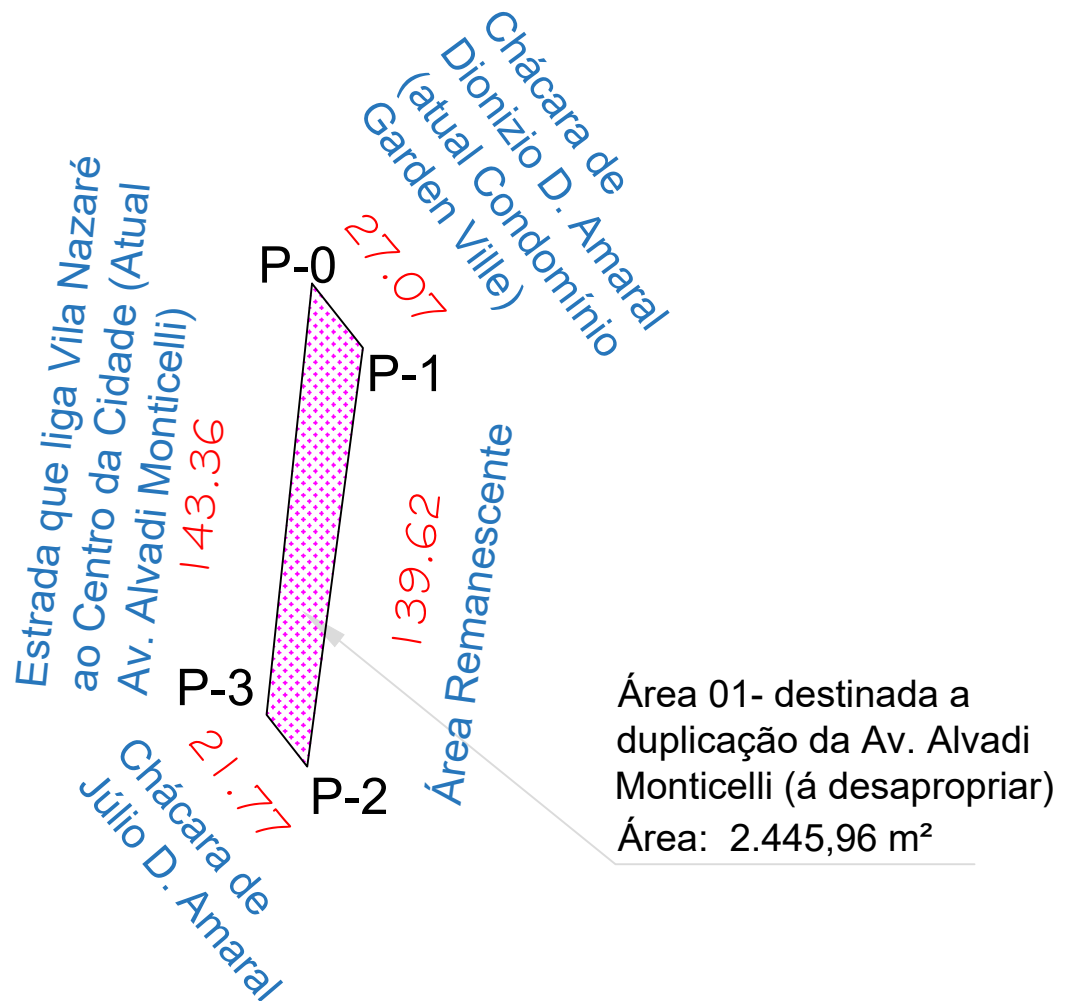 Chácara de
Dionizio D. Amaral
(atual Condomínio
Garden Ville)
27.07
P-0
P-1
Estrada que liga Vila Nazaré
ao Centro da Cidade (Atual
Av. Alvadi Monticelli)
143.36
139.62
Área Remanescente
P-3
21.77
P-2
Chácara de
Júlio D. Amaral
Área 01- destinada a
duplicação da Av. Alvadi
Monticelli (á desapropriar)
Área: 2.445,96 m²